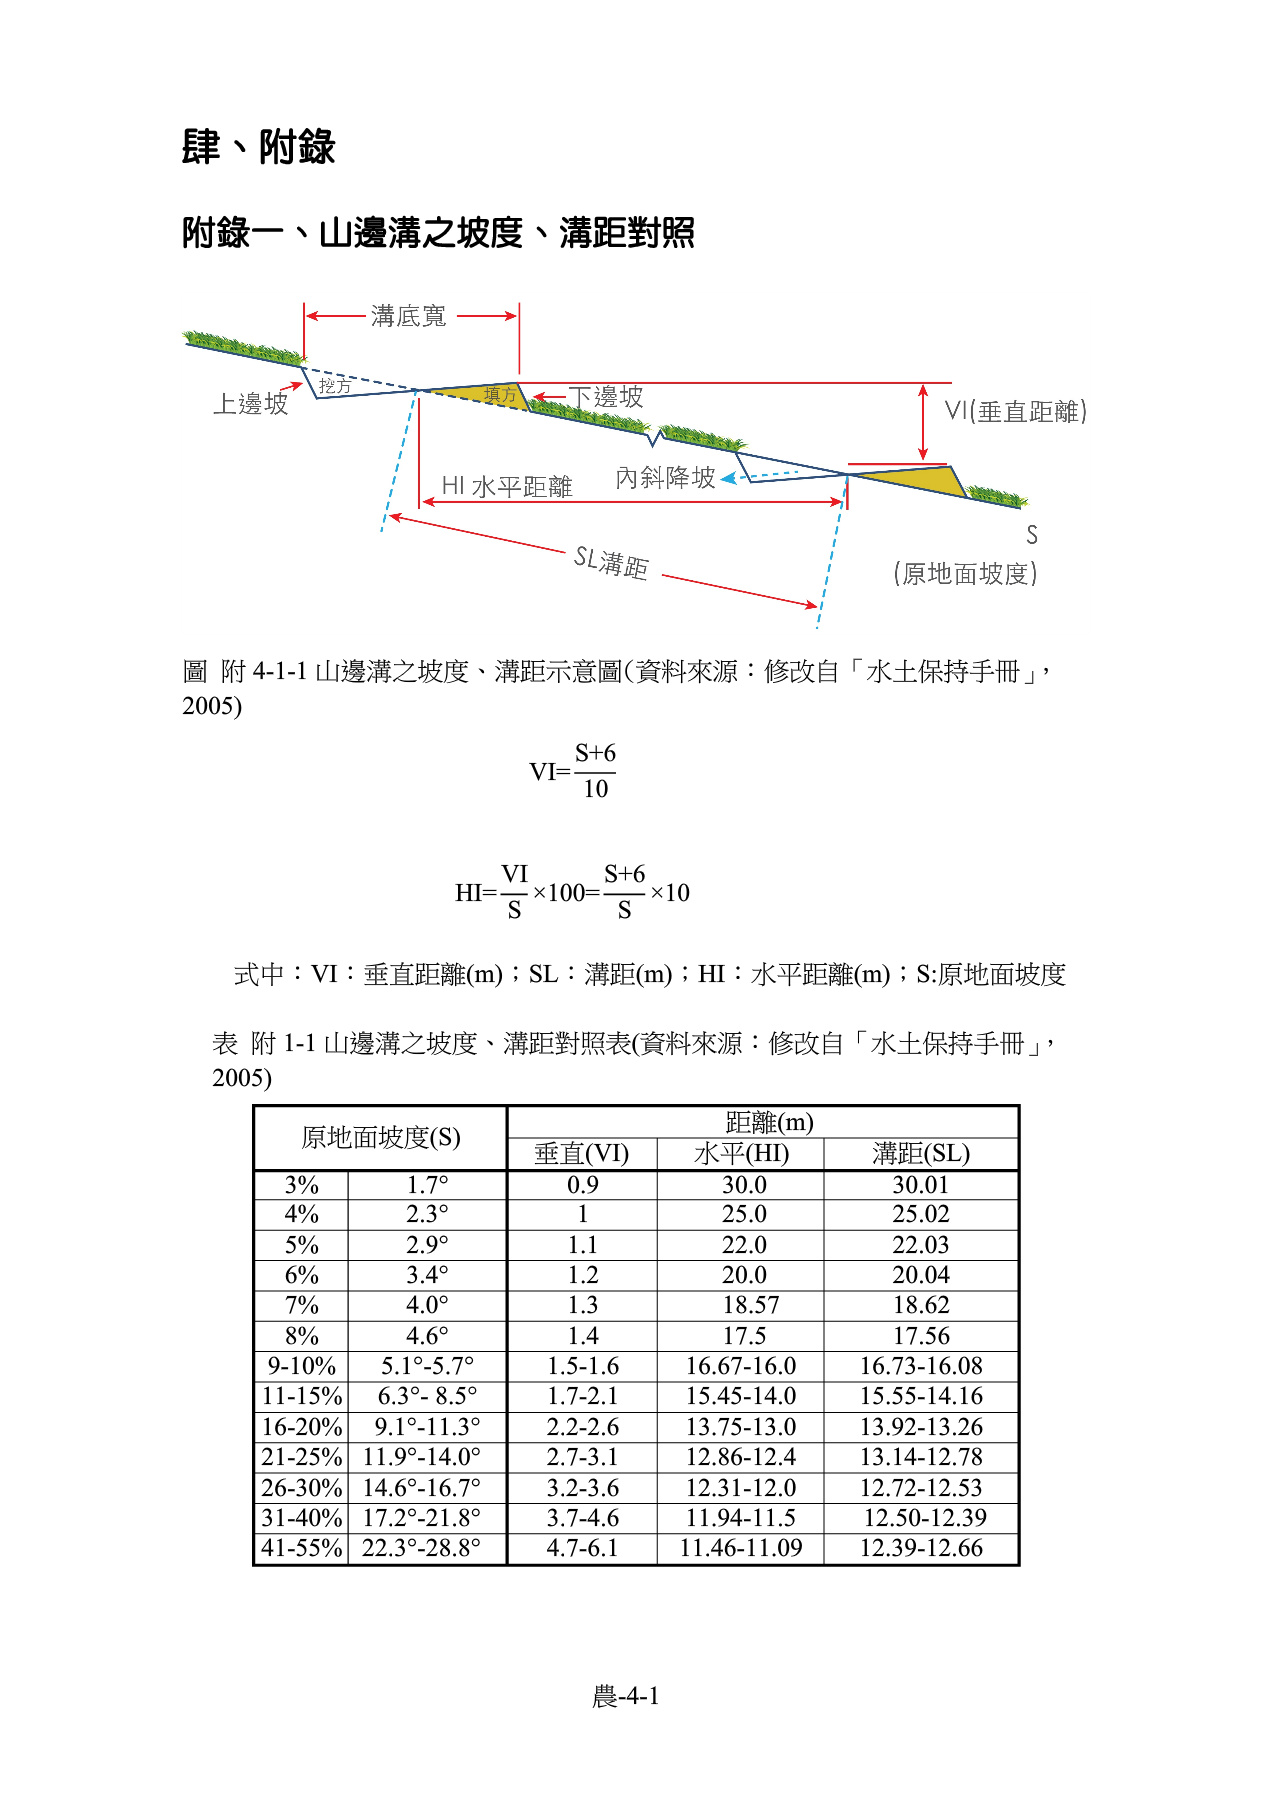 肆、附錄
附錄一、山邊溝之坡度、溝距對照
溝底寬
挖方
填方
上邊坡
下邊坡
VI(垂直距離)
HI 水平距離
內斜降坡
SL溝距
S
(原地面坡度)
圖 附 4-1-1 山邊溝之坡度、溝距示意圖(資料來源：修改自「水土保持手冊」，
2005)
VI=S+6/10
HI=VI/S×100=S+6/S×10
式中：VI：垂直距離(m)；SL：溝距(m)；HI：水平距離(m)；S:原地面坡度
表 附 1-1 山邊溝之坡度、溝距對照表(資料來源：修改自「水土保持手冊」，
2005)
原地面坡度(S) 距離(m)
垂直(VI) 水平(HI) 溝距(SL)
3% 1.7° 0.9 30.0 30.01
4% 2.3° 1 25.0 25.02
5% 2.9° 1.1 22.0 22.03
6% 3.4° 1.2 20.0 20.04
7% 4.0° 1.3 18.57 18.62
8% 4.6° 1.4 17.5 17.56
9-10% 5.1°-5.7° 1.5-1.6 16.67-16.0 16.73-16.08
11-15% 6.3°- 8.5° 1.7-2.1 15.45-14.0 15.55-14.16
16-20% 9.1°-11.3° 2.2-2.6 13.75-13.0 13.92-13.26
21-25% 11.9°-14.0° 2.7-3.1 12.86-12.4 13.14-12.78
26-30% 14.6°-16.7° 3.2-3.6 12.31-12.0 12.72-12.53
31-40% 17.2°-21.8° 3.7-4.6 11.94-11.5 12.50-12.39
41-55% 22.3°-28.8° 4.7-6.1 11.46-11.09 12.39-12.66
農-4-1